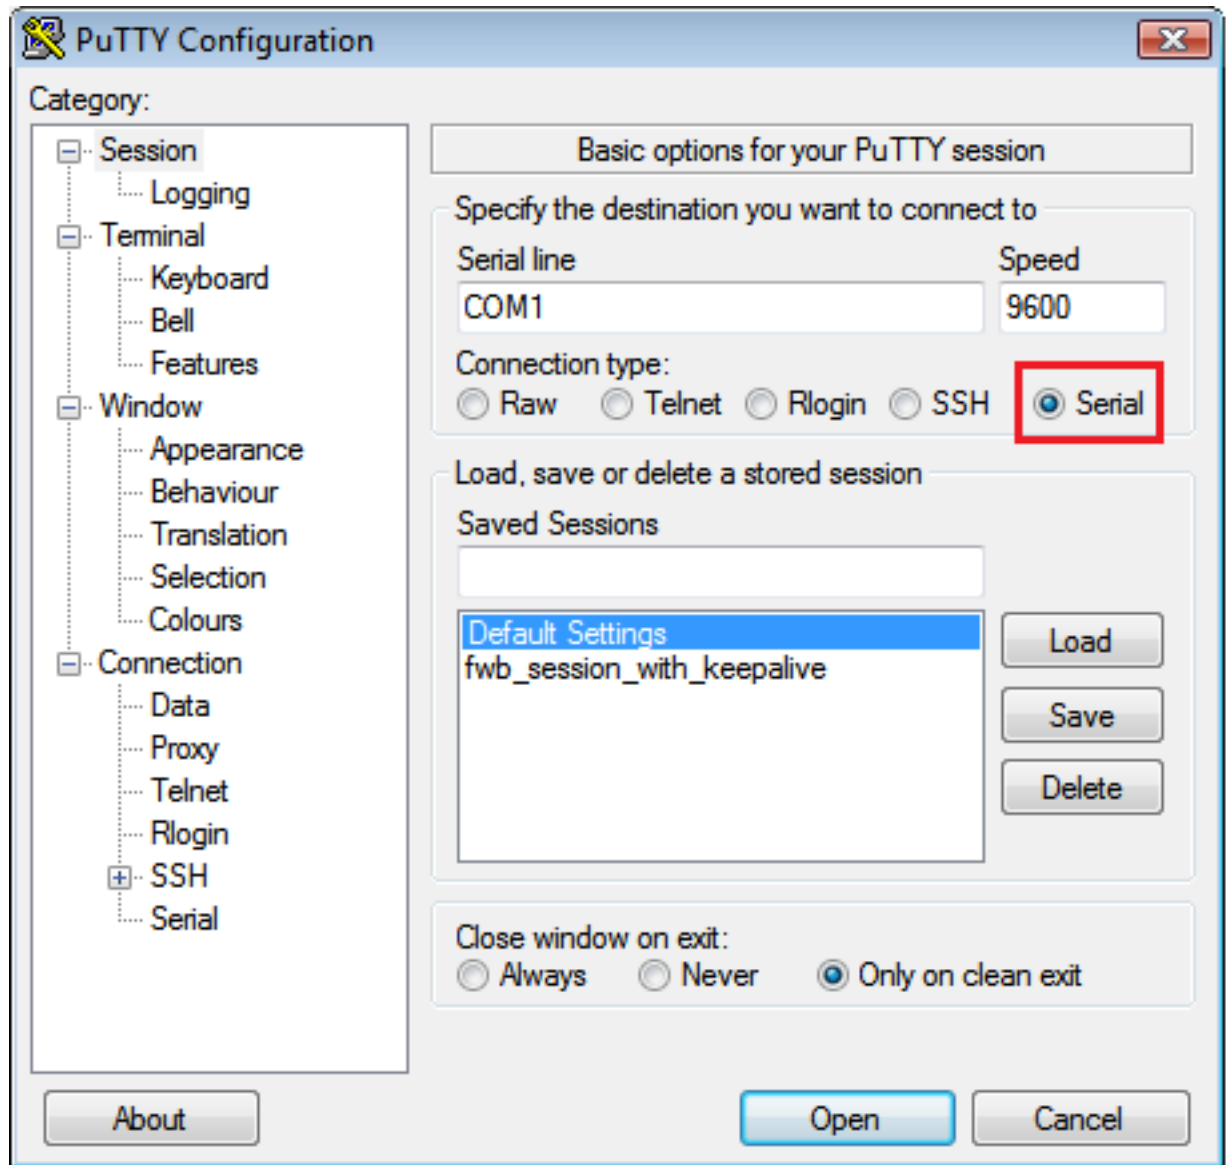 PuTTY Configuration
Category:
Session
Logging
Terminal
Keyboard
Bell
Features
Window
Appearance
Behaviour
Translation
Selection
Colours
Connection
Data
Proxy
Telnet
Rlogin
SSH
Serial
Basic options for your PuTTY session
Specify the destination you want to connect to
Serial line Speed
COM1 9600
Connection type:
Raw Telnet Rlogin SSH Serial
Load, save or delete a stored session
Saved Sessions
Default Settings
fwb_session_with_keepalive
Load
Save
Delete
Close window on exit:
Always Never Only on clean exit
About Open Cancel